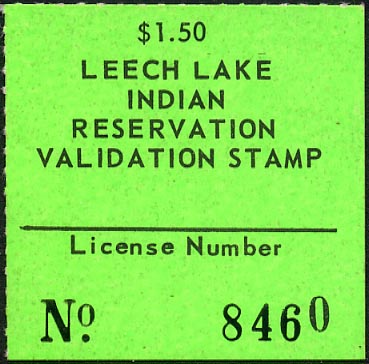 $1.50
LEECH LAKE
INDIAN
RESERVATION
VALIDATION STAMP
License Number
No. 8460